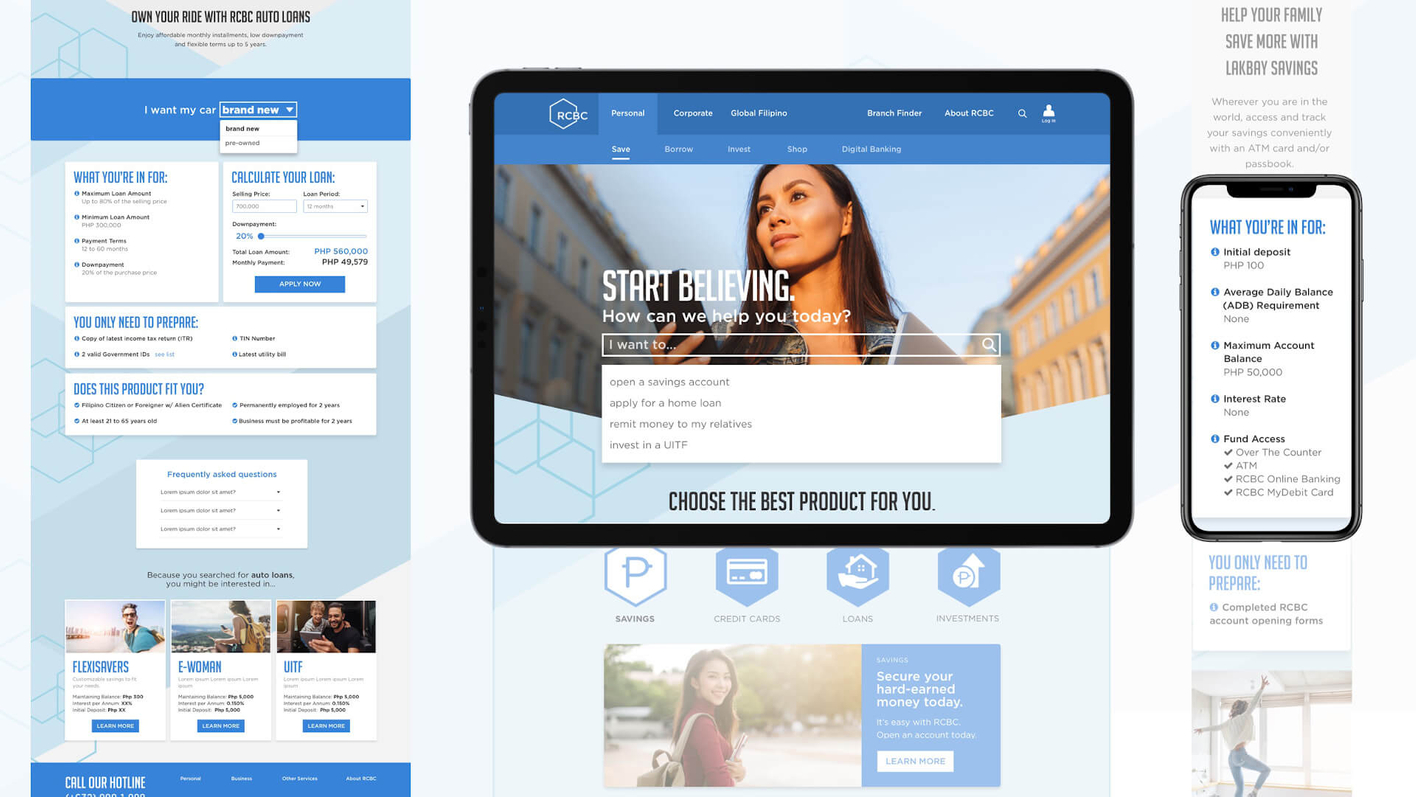 OWN YOUR RIDE WITH RCBC AUTO LOANS
Enjoy affordable monthly installments, low downpayment
and flexible terms up to 5 years.
I want my car brand new
brand new
pre-owned
WHAT YOU'RE IN FOR:
Maximum Loan Amount
Up to 80% of the selling price
Minimum Loan Amount
PHP 300,000
Payment Terms
12 to 60 months
Downpayment
20% of the purchase price
CALCULATE YOUR LOAN:
Selling Price: Loan Period:
700,000 12 months
Downpayment:
20%
Total Loan Amount: PHP 560,000
Monthly Payment: PHP 49,579
APPLY NOW
YOU ONLY NEED TO PREPARE:
Copy of latest income tax return (ITR) TIN Number
2 valid Government IDs see list Latest utility bill
DOES THIS PRODUCT FIT YOU?
Filipino Citizen or Foreigner w/ Alien Certificate Permanently employed for 2 years
At least 21 to 65 years old Business must be profitable for 2 years
Frequently asked questions
Lorem ipsum dolor sit amet?
Lorem ipsum dolor sit amet?
Lorem ipsum dolor sit amet?
Because you searched for auto loans,
you might be interested in...
FLEXISAVERS
Customizable savings to fit
your needs.
Maintaining Balance: Php 300
Interest per Annum: XX%
Initial Deposit: Php XX
LEARN MORE
E-WOMAN
Lorem ipsum Lorem ipsum Lorem
ipsum
Maintaining Balance: Php 5,000
Interest per Annum: 0.150%
Initial Deposit: Php 5,000
LEARN MORE
UITF
Lorem ipsum Lorem ipsum Lorem
ipsum
Maintaining Balance: Php 5,000
Interest per Annum: 0.150%
Initial Deposit: Php 5,000
LEARN MORE
CALL OUR HOTLINE
Personal Business Other Services About RCBC
RCBC Personal Corporate Global Filipino Branch Finder About RCBC Log In
Save Borrow Invest Shop Digital Banking
START BELIEVING.
How can we help you today?
I want to...
open a savings account
apply for a home loan
remit money to my relatives
invest in a UITF
CHOOSE THE BEST PRODUCT FOR YOU.
SAVINGS CREDIT CARDS LOANS INVESTMENTS
SAVINGS
Secure your
hard-earned
money today.
It's easy with RCBC.
Open an account today.
LEARN MORE
HELP YOUR FAMILY
SAVE MORE WITH
LAKBAY SAVINGS
Wherever you are in the
world, access and track
your savings conveniently
with an ATM card and/or
passbook.
WHAT YOU'RE IN FOR:
Initial deposit
PHP 100
Average Daily Balance
(ADB) Requirement
None
Maximum Account
Balance
PHP 50,000
Interest Rate
None
Fund Access
Over The Counter
ATM
RCBC Online Banking
RCBC MyDebit Card
YOU ONLY NEED TO
PREPARE:
Completed RCBC
account opening forms